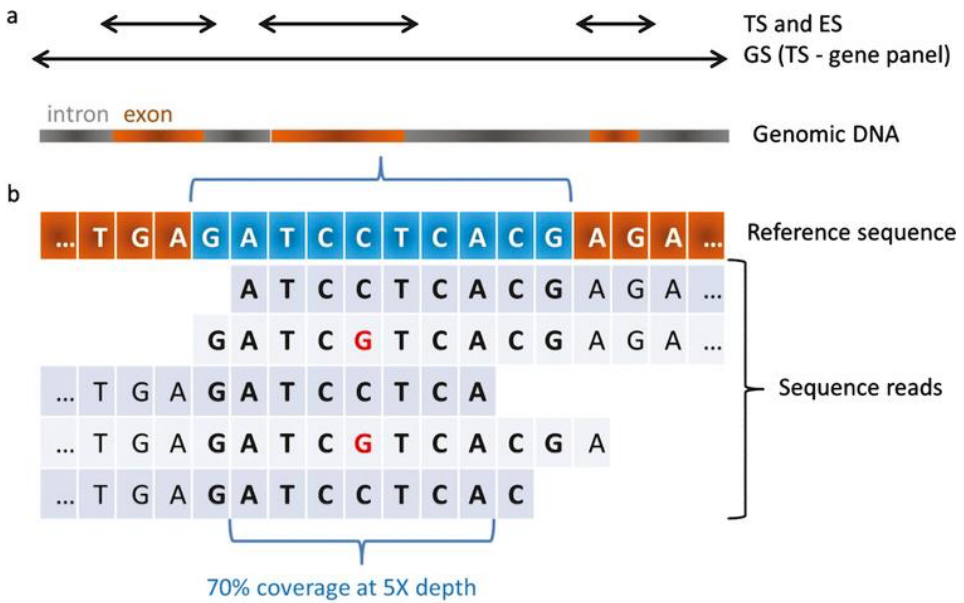 a
TS and ES
GS (TS - gene panel)
intron exon
Genomic DNA
b
... T G A G A T C C T C A C G A G A ...
Reference sequence
A T C C T C A C G A G A ...
G A T C G T C A C G A G A ...
... T G A G A T C C T C A
Sequence reads
... T G A G A T C G T C A C G A
... T G A G A T C C T C A C
70% coverage at 5X depth